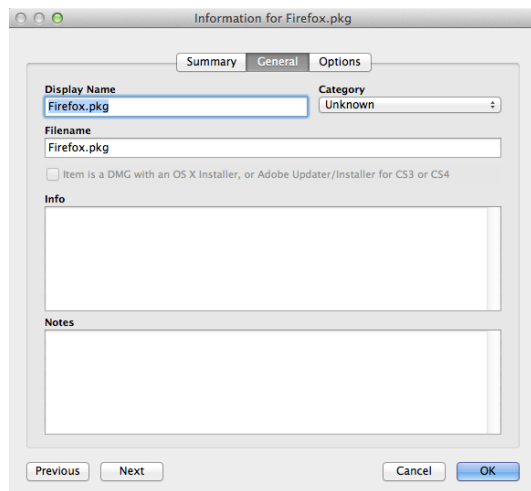 Information for Firefox.pkg
Summary General Options
Display Name Category
Firefox.pkg Unknown
Filename
Firefox.pkg
Item is a DMG with an OS X Installer, or Adobe Updater/Installer for CS3 or CS4
Info
Notes
Previous Next Cancel OK